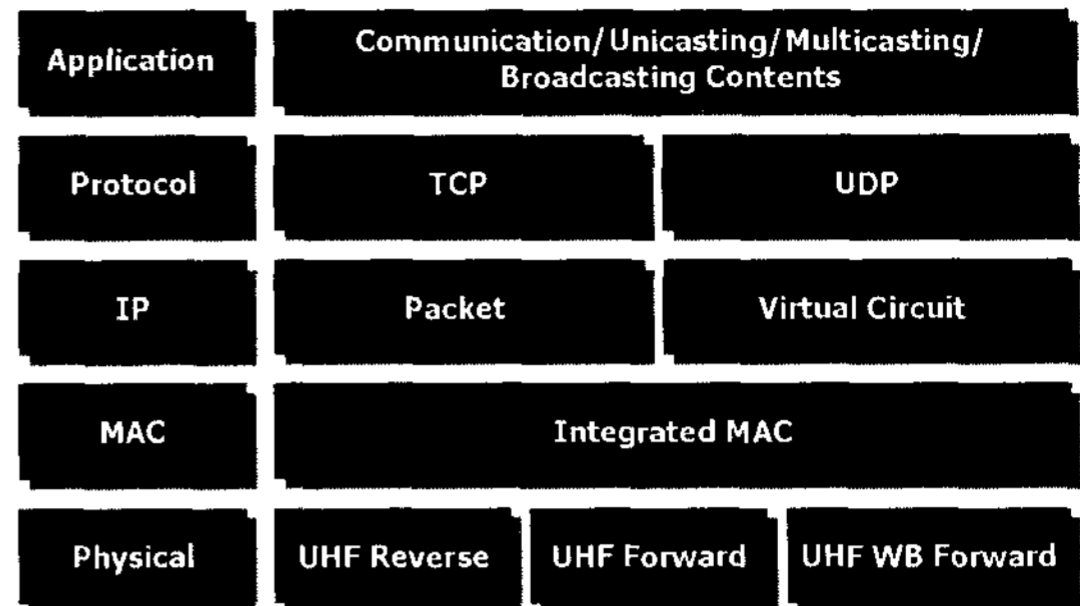 Application
Communication/Unicasting/Multicasting/
Broadcasting Contents
Protocol
TCP
UDP
IP
Packet
Virtual Circuit
MAC
Integrated MAC
Physical
UHF Reverse
UHF Forward
UHF WB Forward